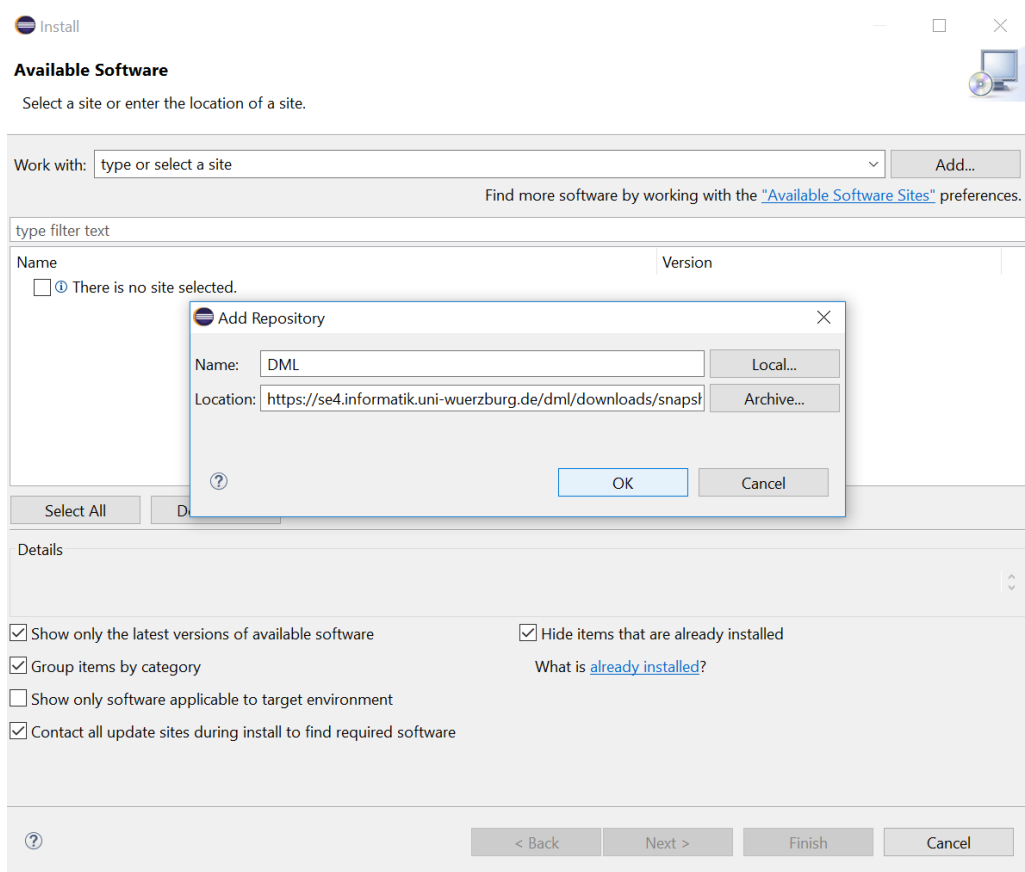 Install
Available Software
Select a site or enter the location of a site.
Work with: type or select a site Add...
Find more software by working with the "Available Software Sites" preferences.
type filter text
Name Version
There is no site selected.
Add Repository
Name: DML Local...
Location: https://se4.informatik.uni-wuerzburg.de/dml/downloads/snapsh Archive...
OK Cancel
Select All De
Details
Show only the latest versions of available software Hide items that are already installed
Group items by category What is already installed?
Show only software applicable to target environment
Contact all update sites during install to find required software
< Back Next > Finish Cancel